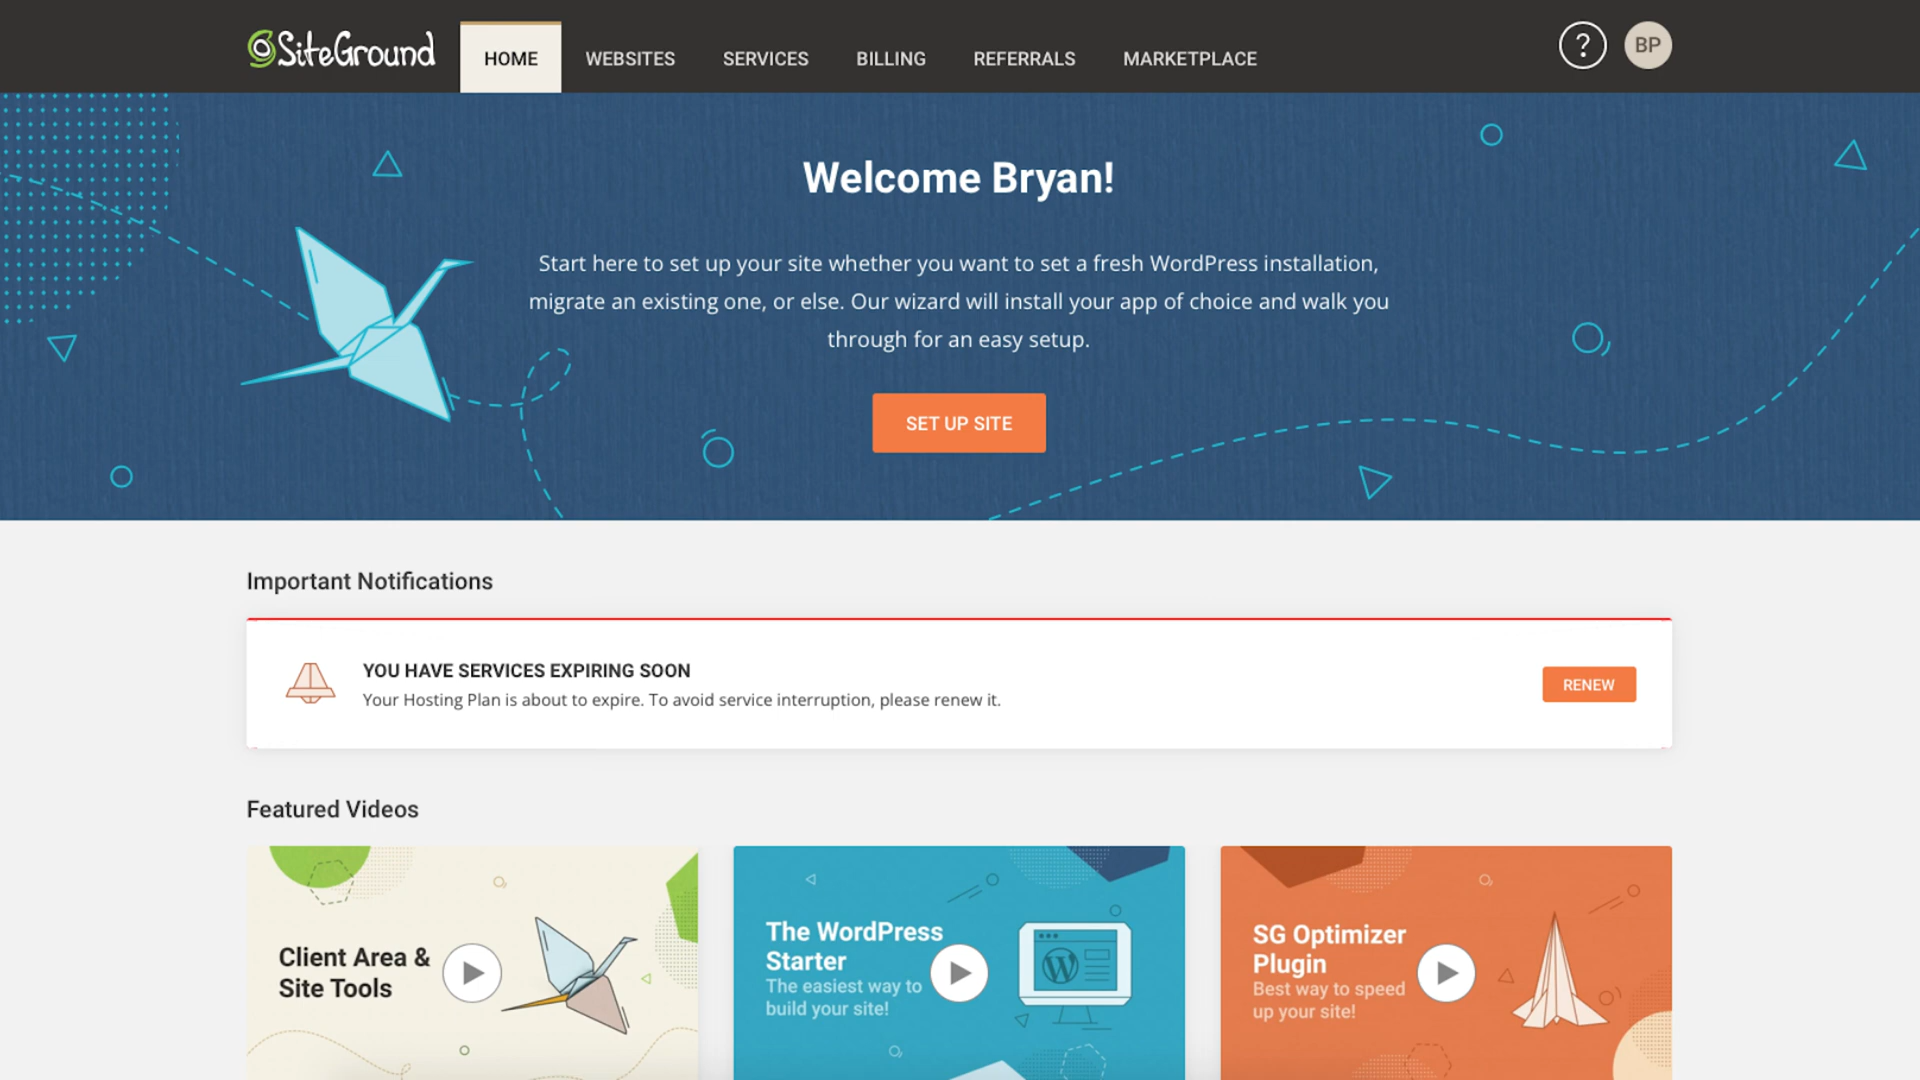 SiteGround
HOME WEBSITES SERVICES BILLING REFERRALS MARKETPLACE ? BP
Welcome Bryan!
Start here to set up your site whether you want to set a fresh WordPress installation,
migrate an existing one, or else. Our wizard will install your app of choice and walk you
through for an easy setup.
SET UP SITE
Important Notifications
YOU HAVE SERVICES EXPIRING SOON
Your Hosting Plan is about to expire. To avoid service interruption, please renew it.
RENEW
Featured Videos
Client Area &
Site Tools
The WordPress
Starter
The easiest way to
build your site!
SG Optimizer
Plugin
Best way to speed
up your site!